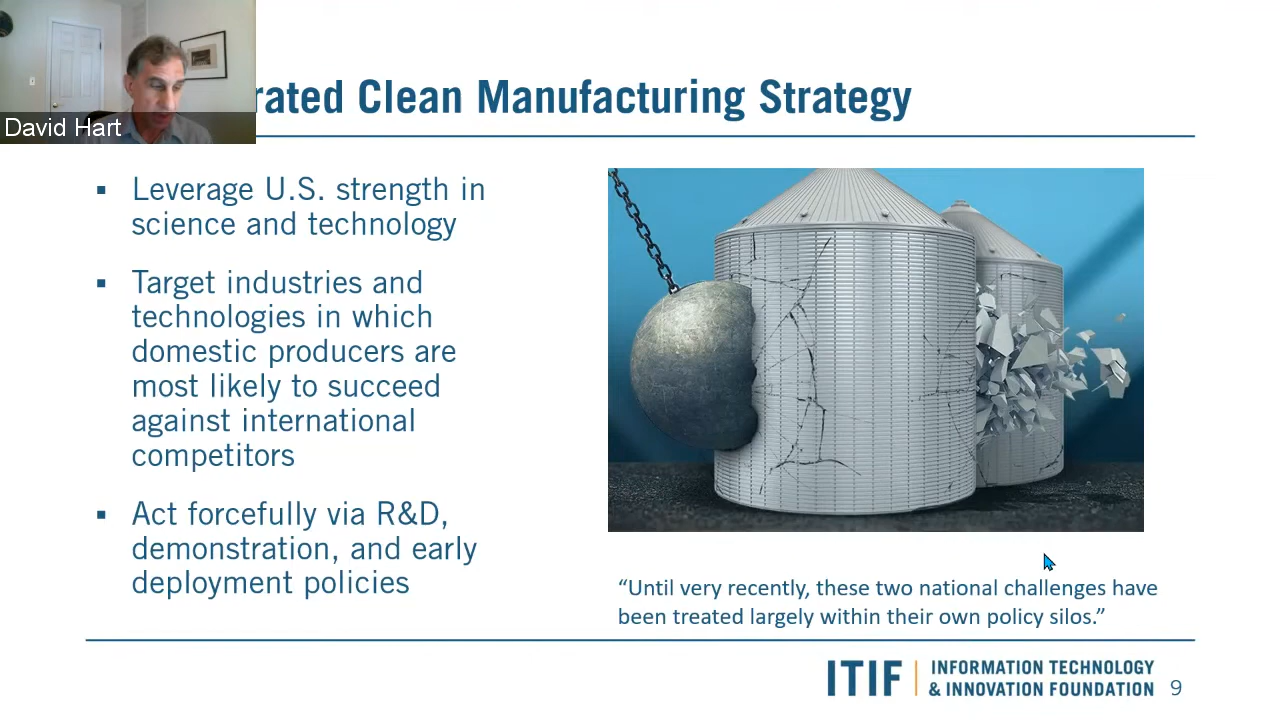 David Hart
rated Clean Manufacturing Strategy
▪ Leverage U.S. strength in
science and technology
▪ Target industries and
technologies in which
domestic producers are
most likely to succeed
against international
competitors
▪ Act forcefully via R&D,
demonstration, and early
deployment policies
“Until very recently, these two national challenges have
been treated largely within their own policy silos.”
ITIF | INFORMATION TECHNOLOGY
& INNOVATION FOUNDATION
9